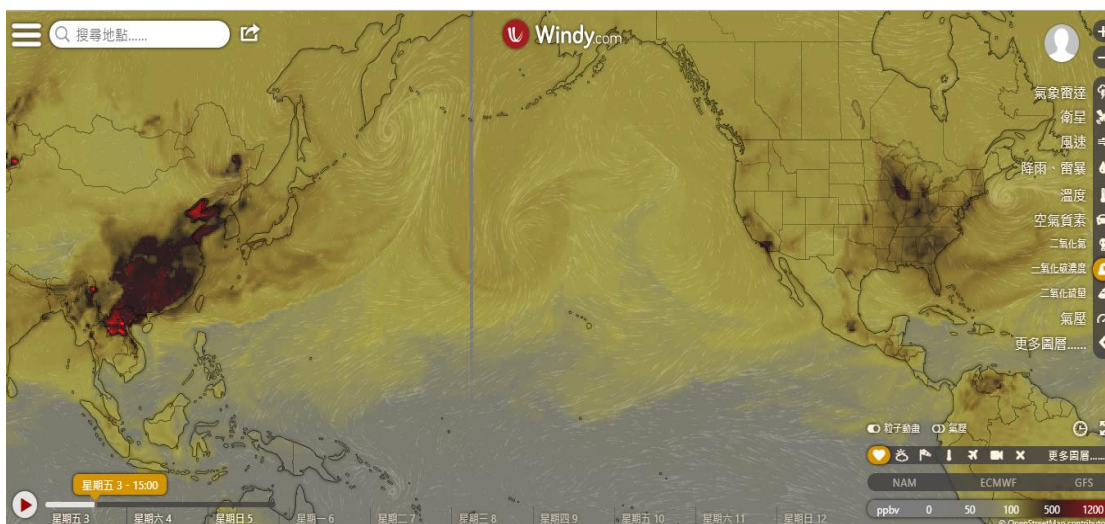 搜尋地點......
Windy.com
氣象雷達
衛星
風速
降雨、雷暴
溫度
空氣質素
二氧化氮
一氧化碳濃度
二氧化硫量
氣壓
更多圖層......
粒子動畫
氣壓
更多圖層......
NAM ECMWF GFS
ppbv 0 50 100 500 1200
© OpenStreetMap contributors
星期五 3 - 15:00
星期五 3 星期六 4 星期日 5 星期一 6 星期二 7 星期三 8 星期四 9 星期五 10 星期六 11 星期日 12